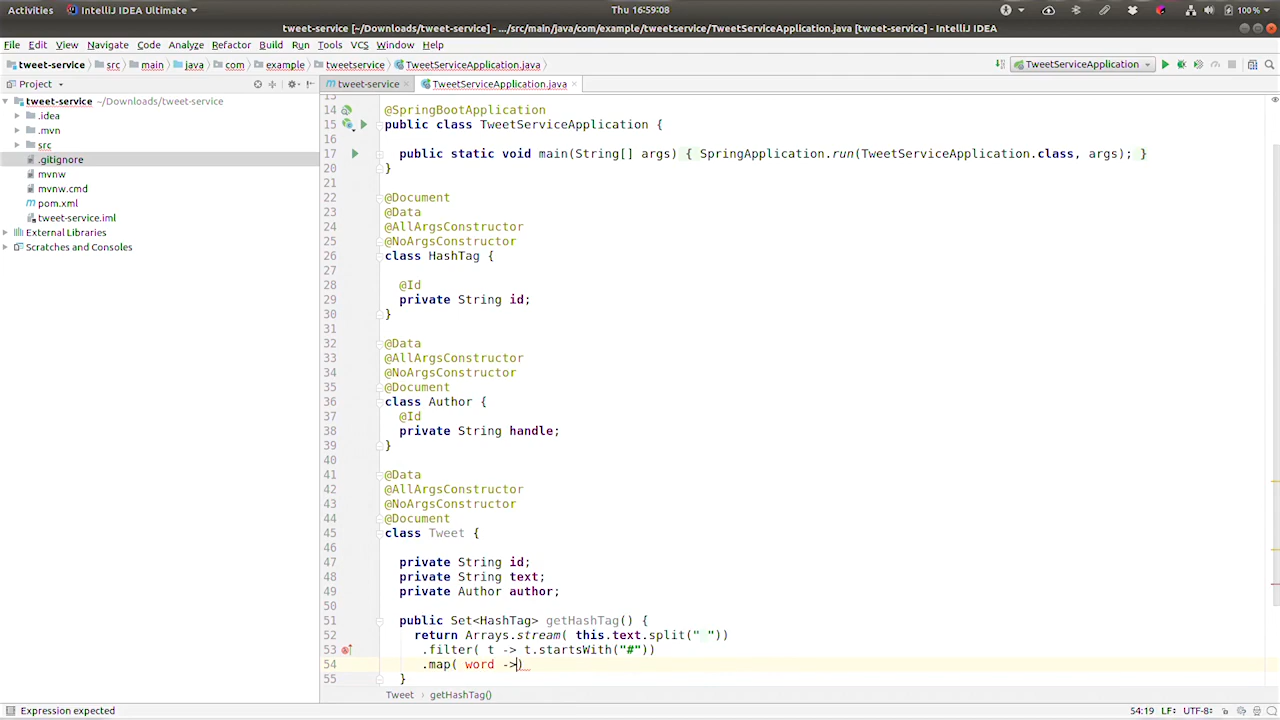 Activities IntelliJ IDEA Ultimate Thu 16:59:08 100%
tweet-service [~/Downloads/tweet-service] - .../src/main/java/com/example/tweetservice/TweetServiceApplication.java [tweet-service] - IntelliJ IDEA
File Edit View Navigate Code Analyze Refactor Build Run Tools VCS Window Help
tweet-service src main java com example tweetservice TweetServiceApplication.java TweetServiceApplication
Project tweet-service TweetServiceApplication.java
tweet-service ~/Downloads/tweet-service
.idea
.mvn
src
.gitignore
mvnw
mvnw.cmd
pom.xml
tweet-service.iml
External Libraries
Scratches and Consoles
13
14 @SpringBootApplication
15 public class TweetServiceApplication {
16
17 public static void main(String[] args) { SpringApplication.run(TweetServiceApplication.class, args); }
20 }
21
22 @Document
23 @Data
24 @AllArgsConstructor
25 @NoArgsConstructor
26 class HashTag {
27
28 @Id
29 private String id;
30 }
31
32 @Data
33 @AllArgsConstructor
34 @NoArgsConstructor
35 @Document
36 class Author {
37 @Id
38 private String handle;
39 }
40
41 @Data
42 @AllArgsConstructor
43 @NoArgsConstructor
44 @Document
45 class Tweet {
46
47 private String id;
48 private String text;
49 private Author author;
50
51 public Set<HashTag> getHashTag() {
52 return Arrays.stream( this.text.split(" "))
53 .filter( t -> t.startsWith("#"))
54 .map( word ->)
55 }
Tweet getHashTag()
Expression expected 54:19 LF÷ UTF-8÷